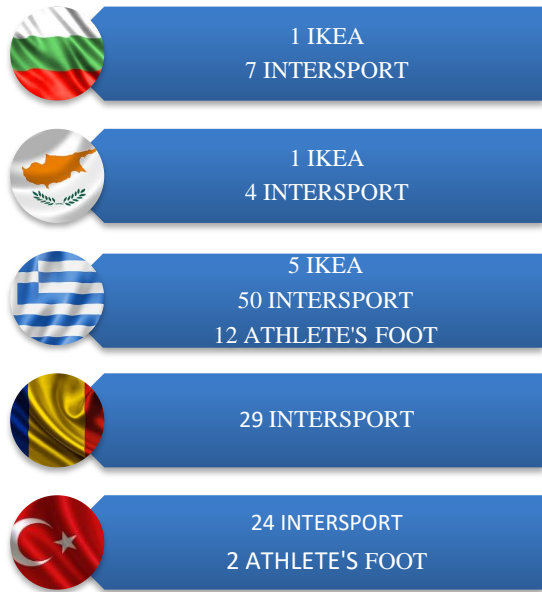 1 IKEA
7 INTERSPORT
1 IKEA
4 INTERSPORT
5 IKEA
50 INTERSPORT
12 ATHLETE'S FOOT
29 INTERSPORT
24 INTERSPORT
2 ATHLETE'S FOOT